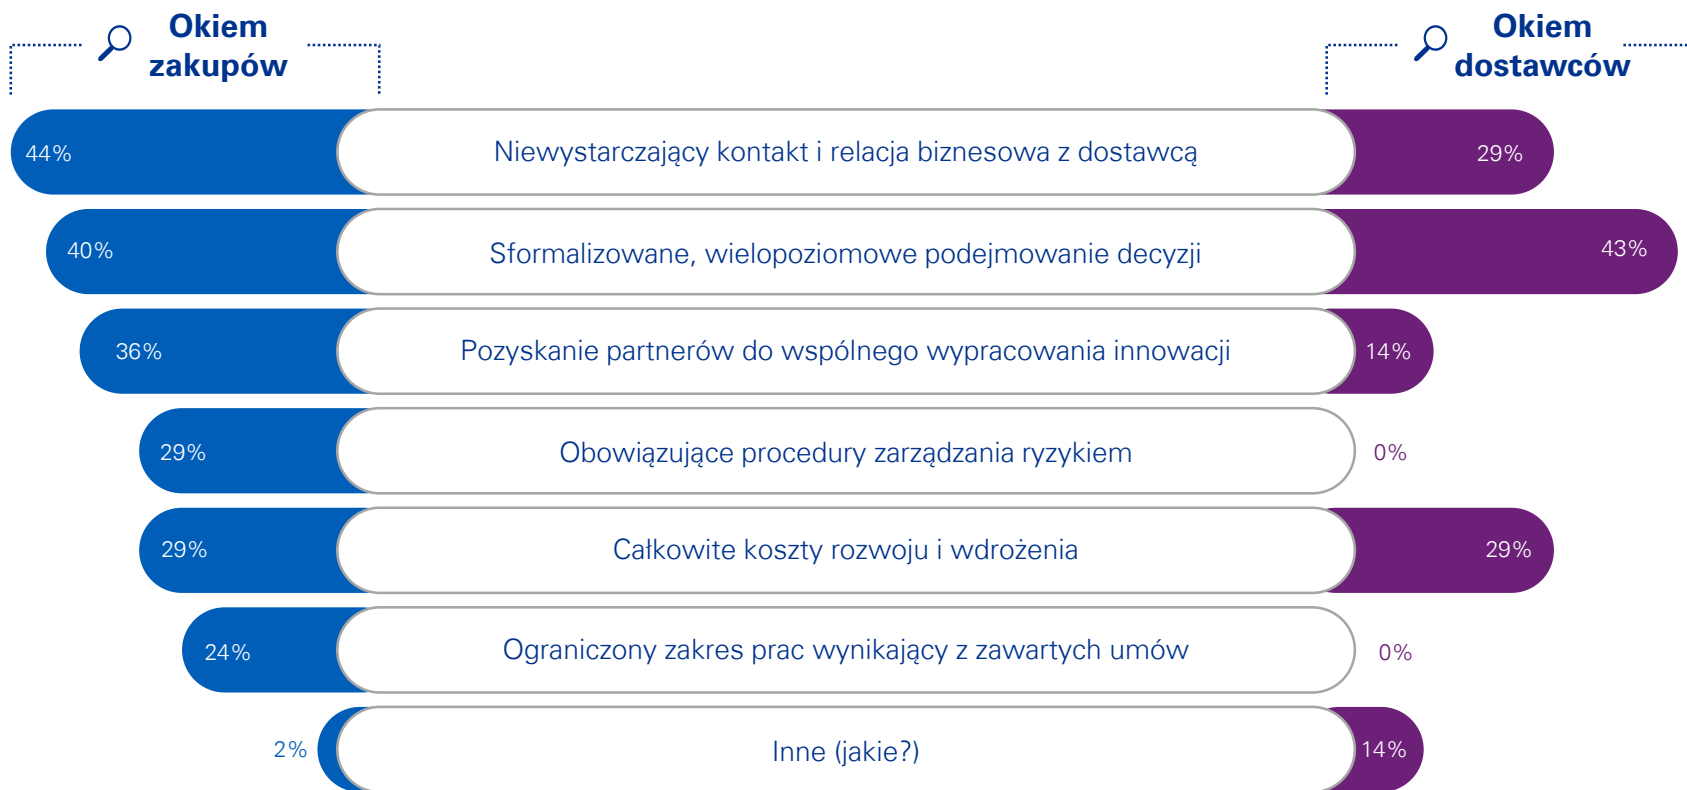 Okiem
zakupów
Okiem
dostawców
44%
Niewystarczający kontakt i relacja biznesowa z dostawcą
29%
40%
Sformalizowane, wielopoziomowe podejmowanie decyzji
43%
36%
Pozyskanie partnerów do wspólnego wypracowania innowacji
14%
29%
Obowiązujące procedury zarządzania ryzykiem
0%
29%
Całkowite koszty rozwoju i wdrożenia
29%
24%
Ograniczony zakres prac wynikający z zawartych umów
0%
2%
Inne (jakie?)
14%